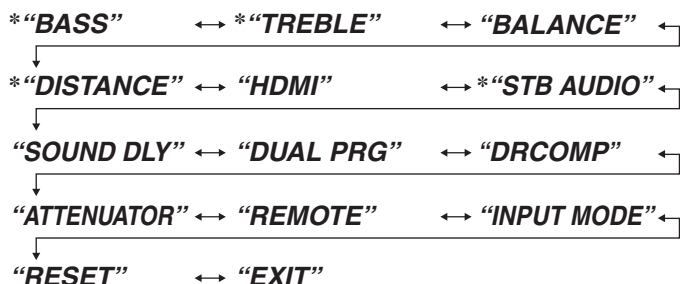 *“BASS” ↔ *“TREBLE” ↔ “BALANCE”
*“DISTANCE” ↔ “HDMI” ↔ *“STB AUDIO”
“SOUND DLY” ↔ “DUAL PRG” ↔ “DRCOMP”
“ATTENUATOR” ↔ “REMOTE” ↔ “INPUT MODE”
“RESET” ↔ “EXIT”